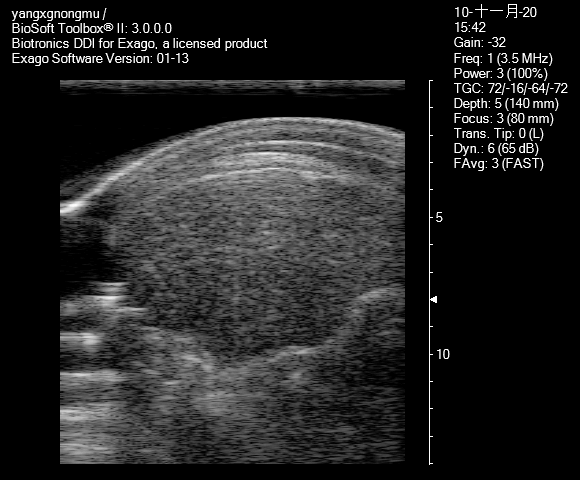 yangxgnongmu /
BioSoft Toolbox® II: 3.0.0.0
Biotronics DDI for Exago, a licensed product
Exago Software Version: 01-13
10-十一月-20
15:42
Gain: -32
Freq: 1 (3.5 MHz)
Power: 3 (100%)
TGC: 72/-16/-64/-72
Depth: 5 (140 mm)
Focus: 3 (80 mm)
Trans. Tip: 0 (L)
Dyn.: 6 (65 dB)
FAvg: 3 (FAST)
5
10